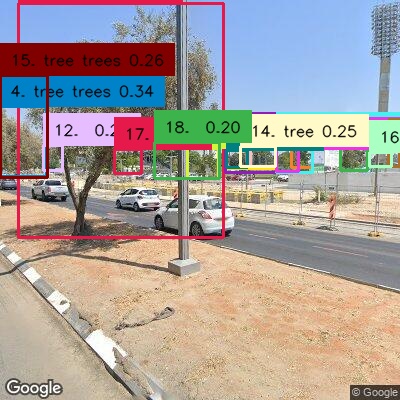 15. tree trees 0.26
4. tree trees 0.34
12. 0.2
17.
18. 0.20
14. tree 0.25
16
Google
© Google